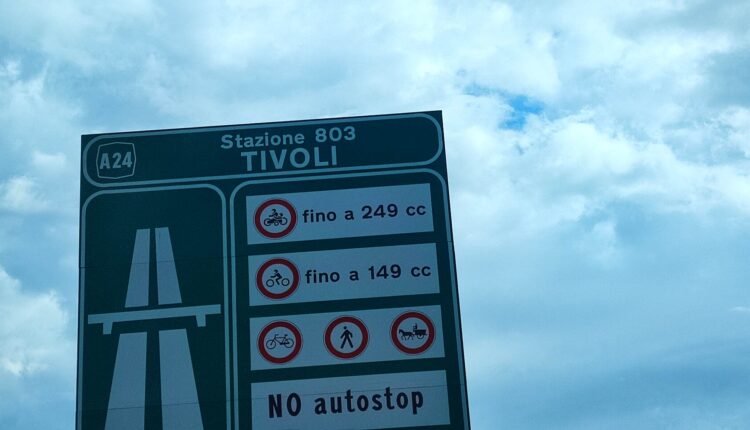 Stazione 803
A24
TIVOLI
fino a 249 cc
fino a 149 cc
NO autostop